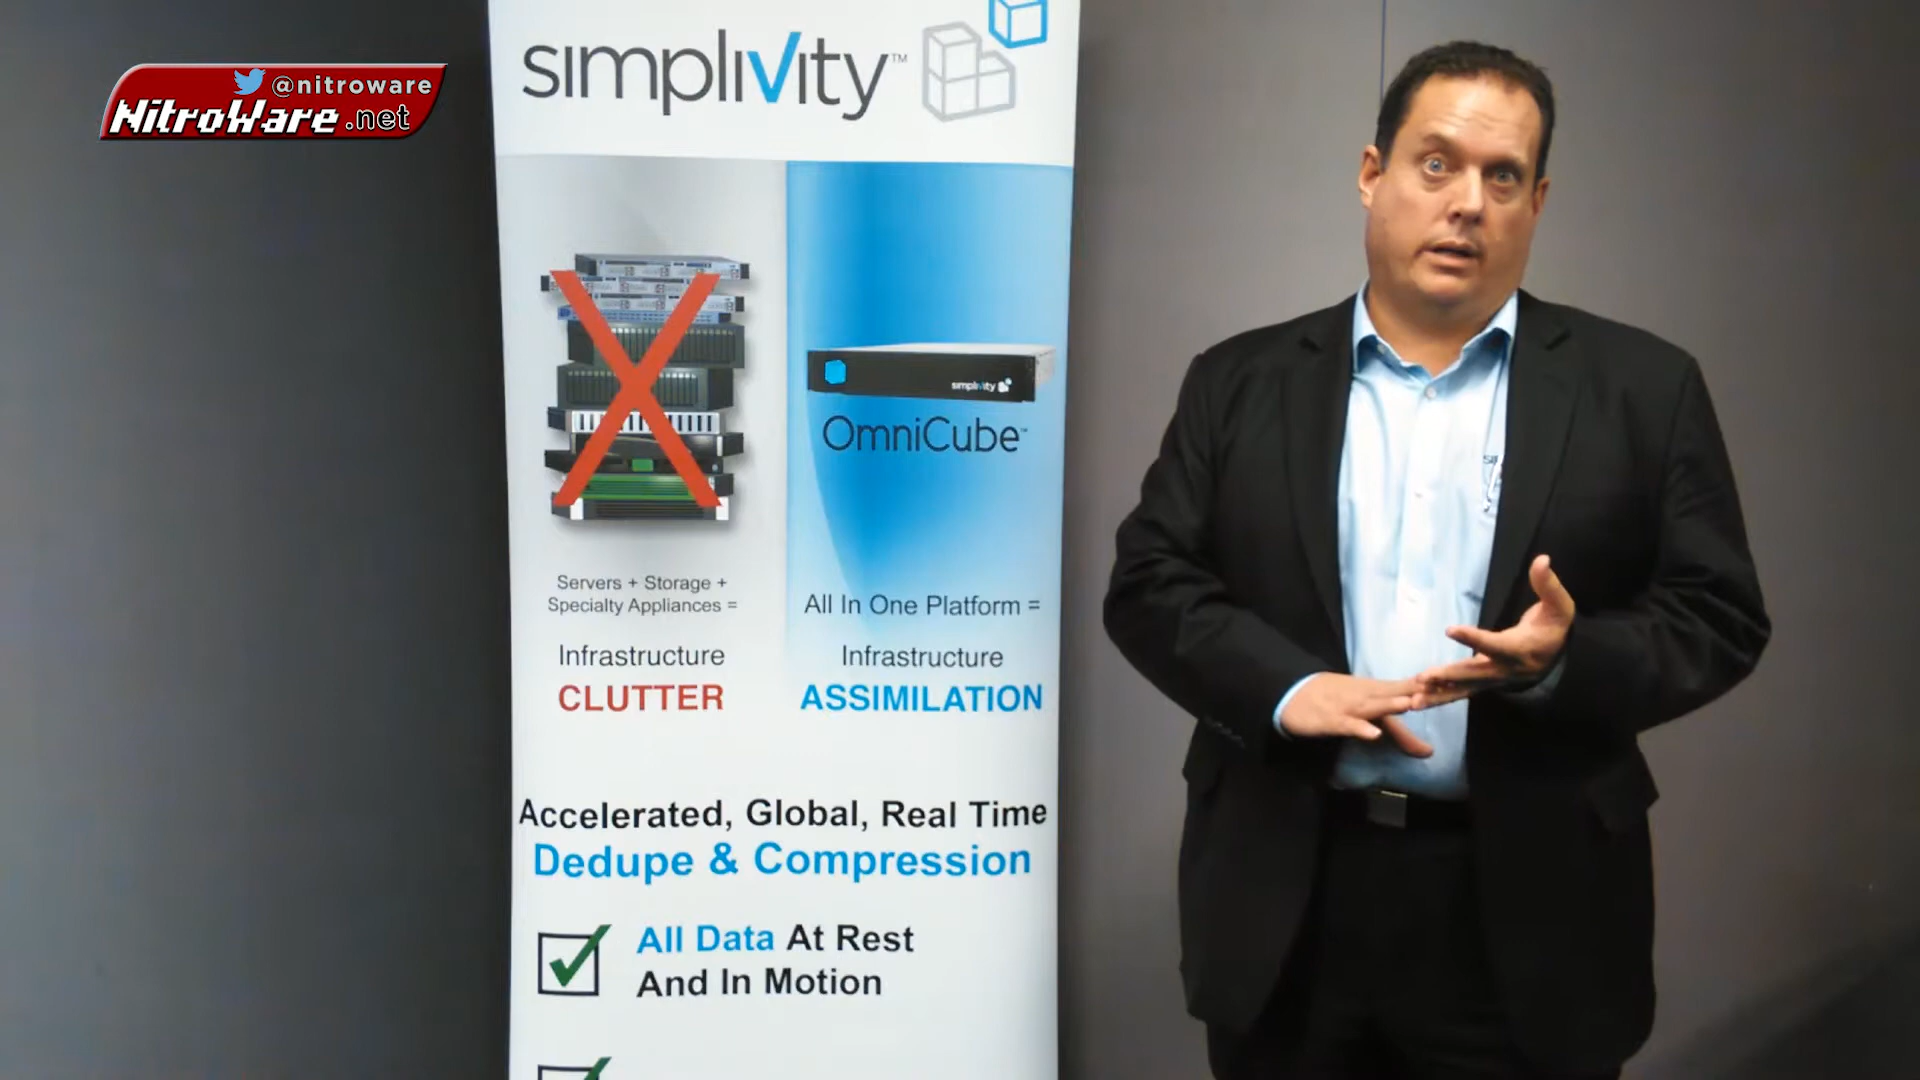 @nitroware
NitroWare.net
simplivity™
simplivity
OmniCube™
Servers + Storage +
Specialty Appliances =
Infrastructure
CLUTTER
All In One Platform =
Infrastructure
ASSIMILATION
Accelerated, Global, Real Time
Dedupe & Compression
All Data At Rest
And In Motion